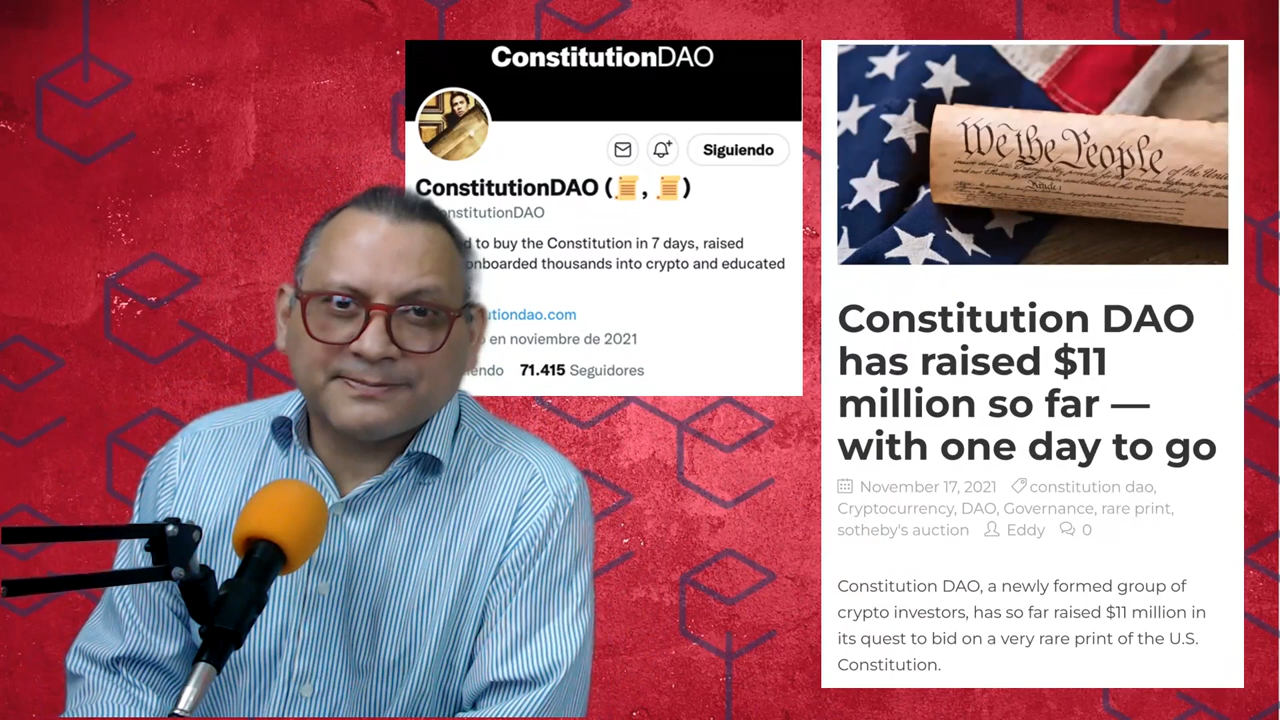 ConstitutionDAO
Siguiendo
ConstitutionDAO (📜, 📜)
onstitutionDAO
d to buy the Constitution in 7 days, raised
onboarded thousands into crypto and educated
utiondao.com
en noviembre de 2021
endo 71.415 Seguidores
We the People
Article
Constitution DAO
has raised $11
million so far —
with one day to go
November 17, 2021 constitution dao,
Cryptocurrency, DAO, Governance, rare print,
sotheby's auction Eddy 0
Constitution DAO, a newly formed group of
crypto investors, has so far raised $11 million in
its quest to bid on a very rare print of the U.S.
Constitution.